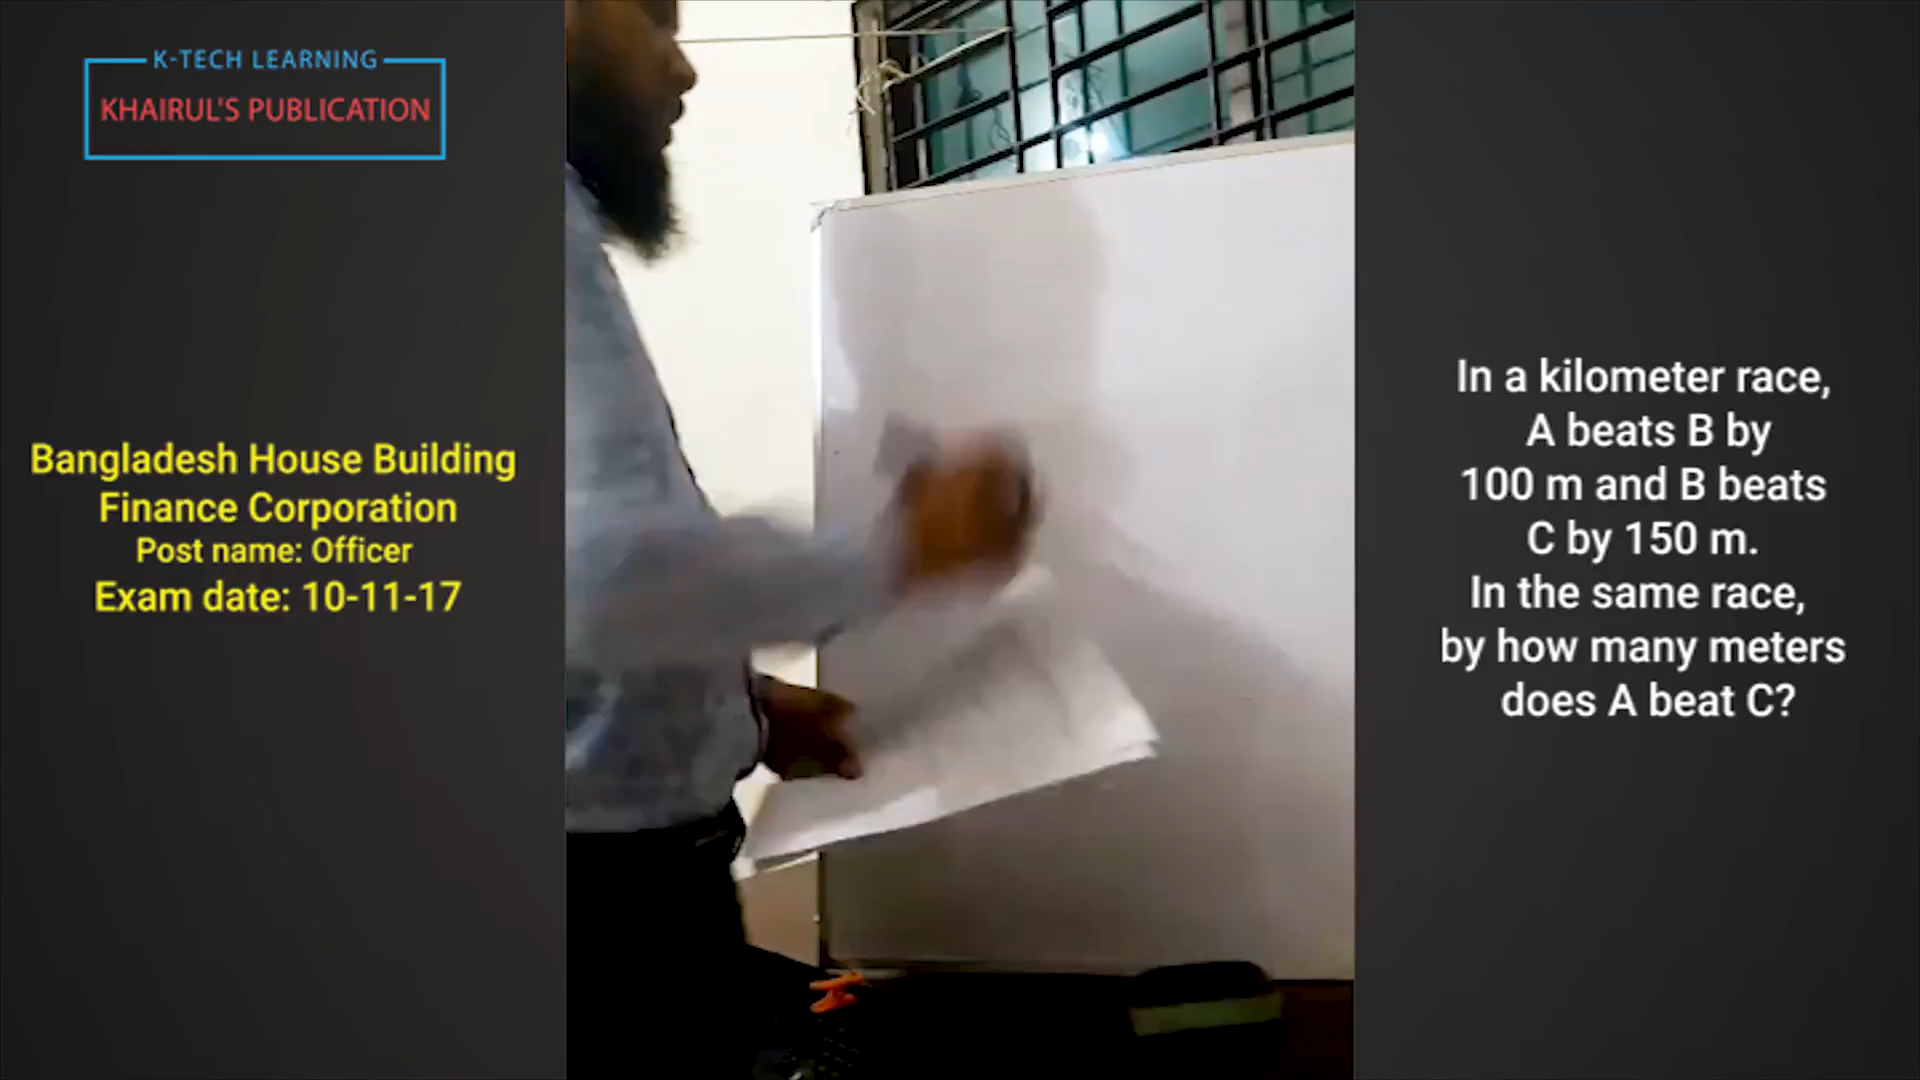 K-TECH LEARNING
KHAIRUL'S PUBLICATION
Bangladesh House Building
Finance Corporation
Post name: Officer
Exam date: 10-11-17
In a kilometer race,
A beats B by
100 m and B beats
C by 150 m.
In the same race,
by how many meters
does A beat C?